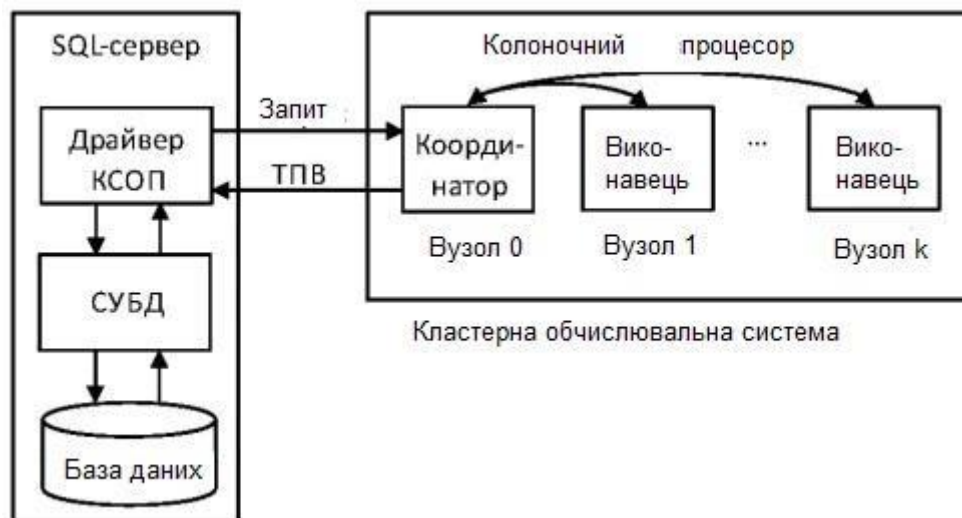 SQL-сервер
Драйвер
КСОП
СУБД
База даних
Запит
ТПВ
Колоночний процесор
Коорди-
натор
Вико-
навець
...
Вико-
навець
Вузол 0
Вузол 1
Вузол k
Кластерна обчислювальна система